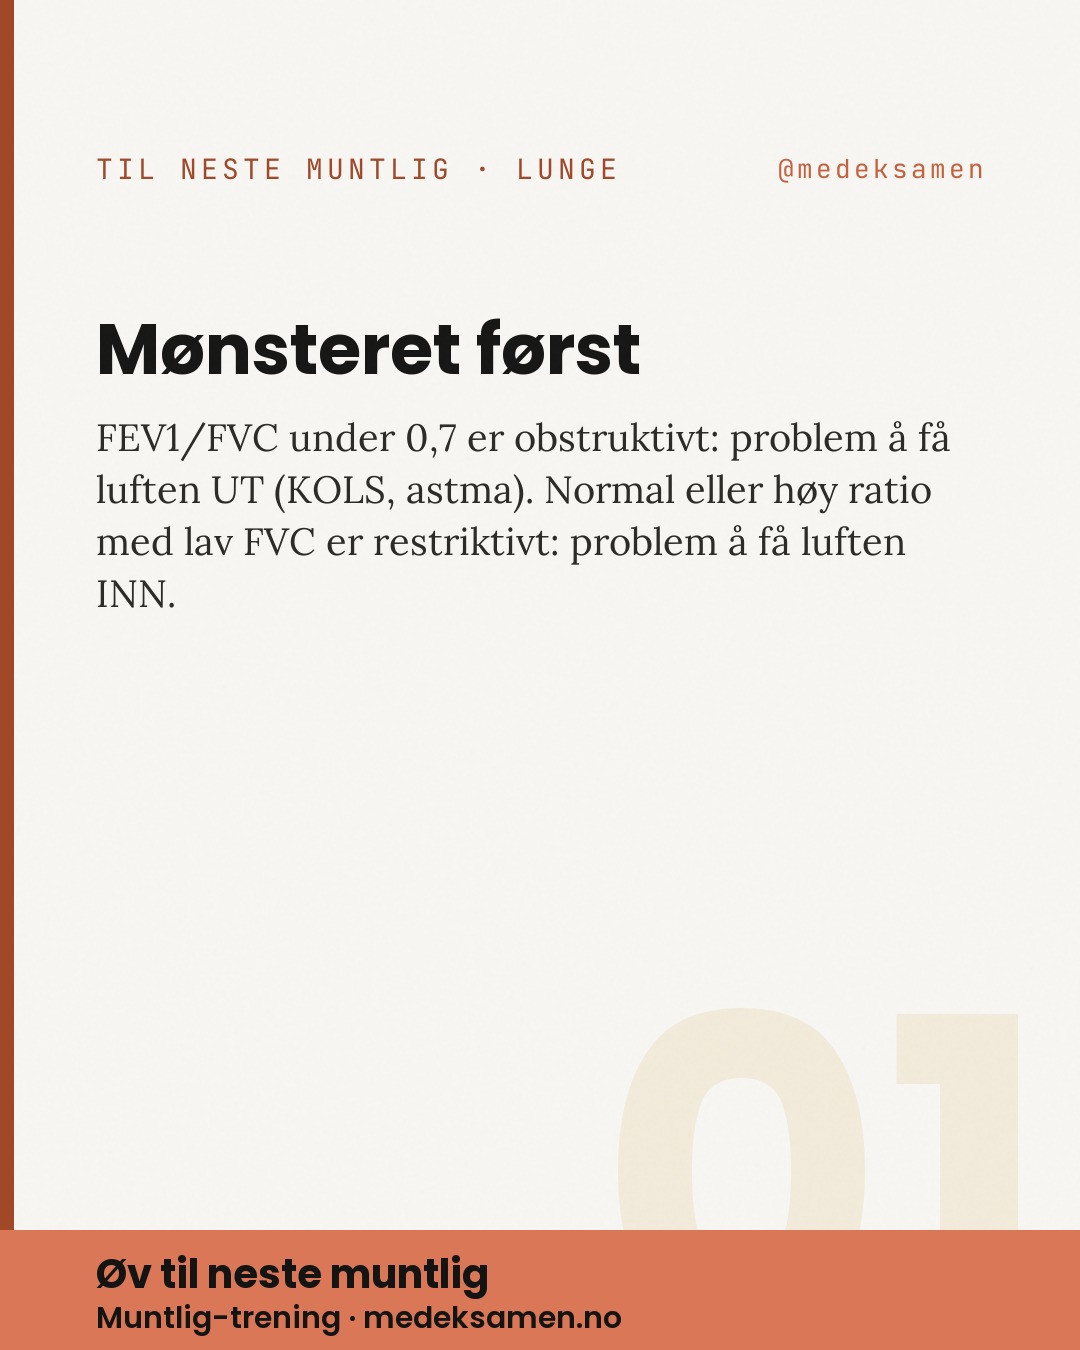 TIL NESTE MUNTLIG · LUNGE
@medeksamen
Mønsteret først
FEV1/FVC under 0,7 er obstruktivt: problem å få
luften UT (KOLS, astma). Normal eller høy ratio
med lav FVC er restriktivt: problem å få luften
INN.
01
Øv til neste muntlig
Muntlig-trening · medeksamen.no